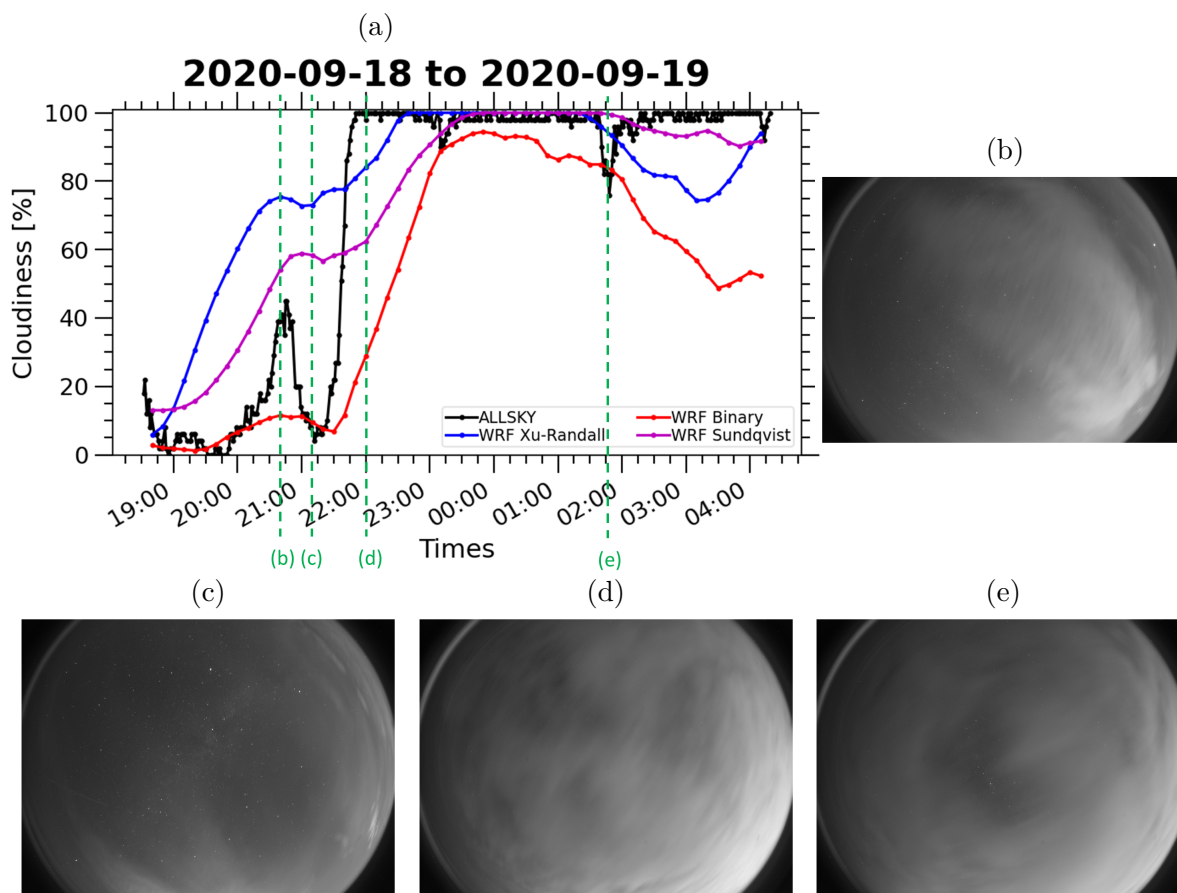 (a)
2020-09-18 to 2020-09-19
Cloudiness [%]
100
80
60
40
20
0
ALLSKY
WRF Xu-Randall
WRF Binary
WRF Sundqvist
19:00
20:00
21:00
22:00
23:00
00:00
01:00
02:00
03:00
04:00
Times
(b)
(c)
(d)
(e)
(b)
(c)
(d)
(e)